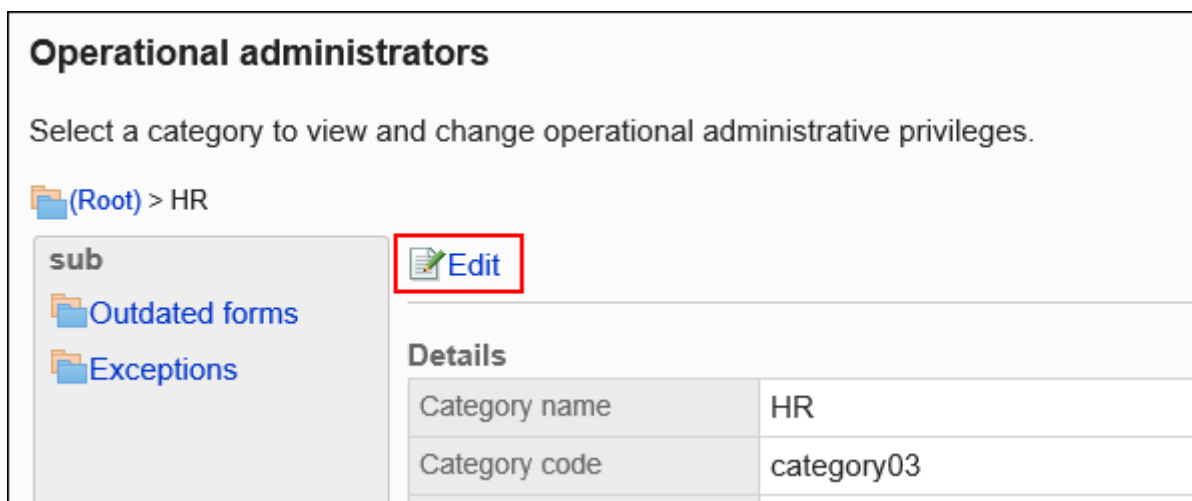 Operational administrators
Select a category to view and change operational administrative privileges.
(Root) > HR
sub
Outdated forms
Exceptions
Edit
Details
Category name HR
Category code category03